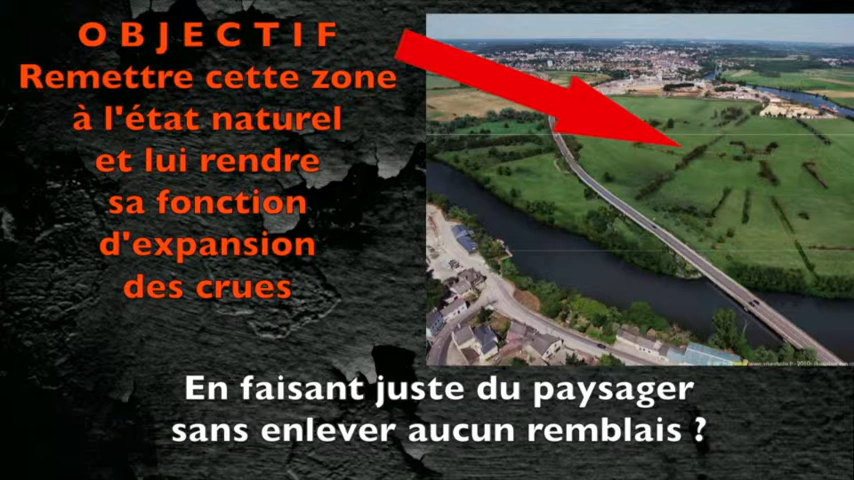 OBJECTIF
Remettre cette zone
à l'état naturel
et lui rendre
sa fonction
d'expansion
des crues
En faisant juste du paysager
sans enlever aucun remblais ?